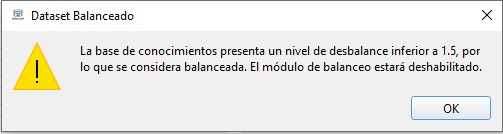 Dataset Balanceado
La base de conocimientos presenta un nivel de desbalance inferior a 1.5, por
lo que se considera balanceada. El módulo de balanceo estará deshabilitado.
OK